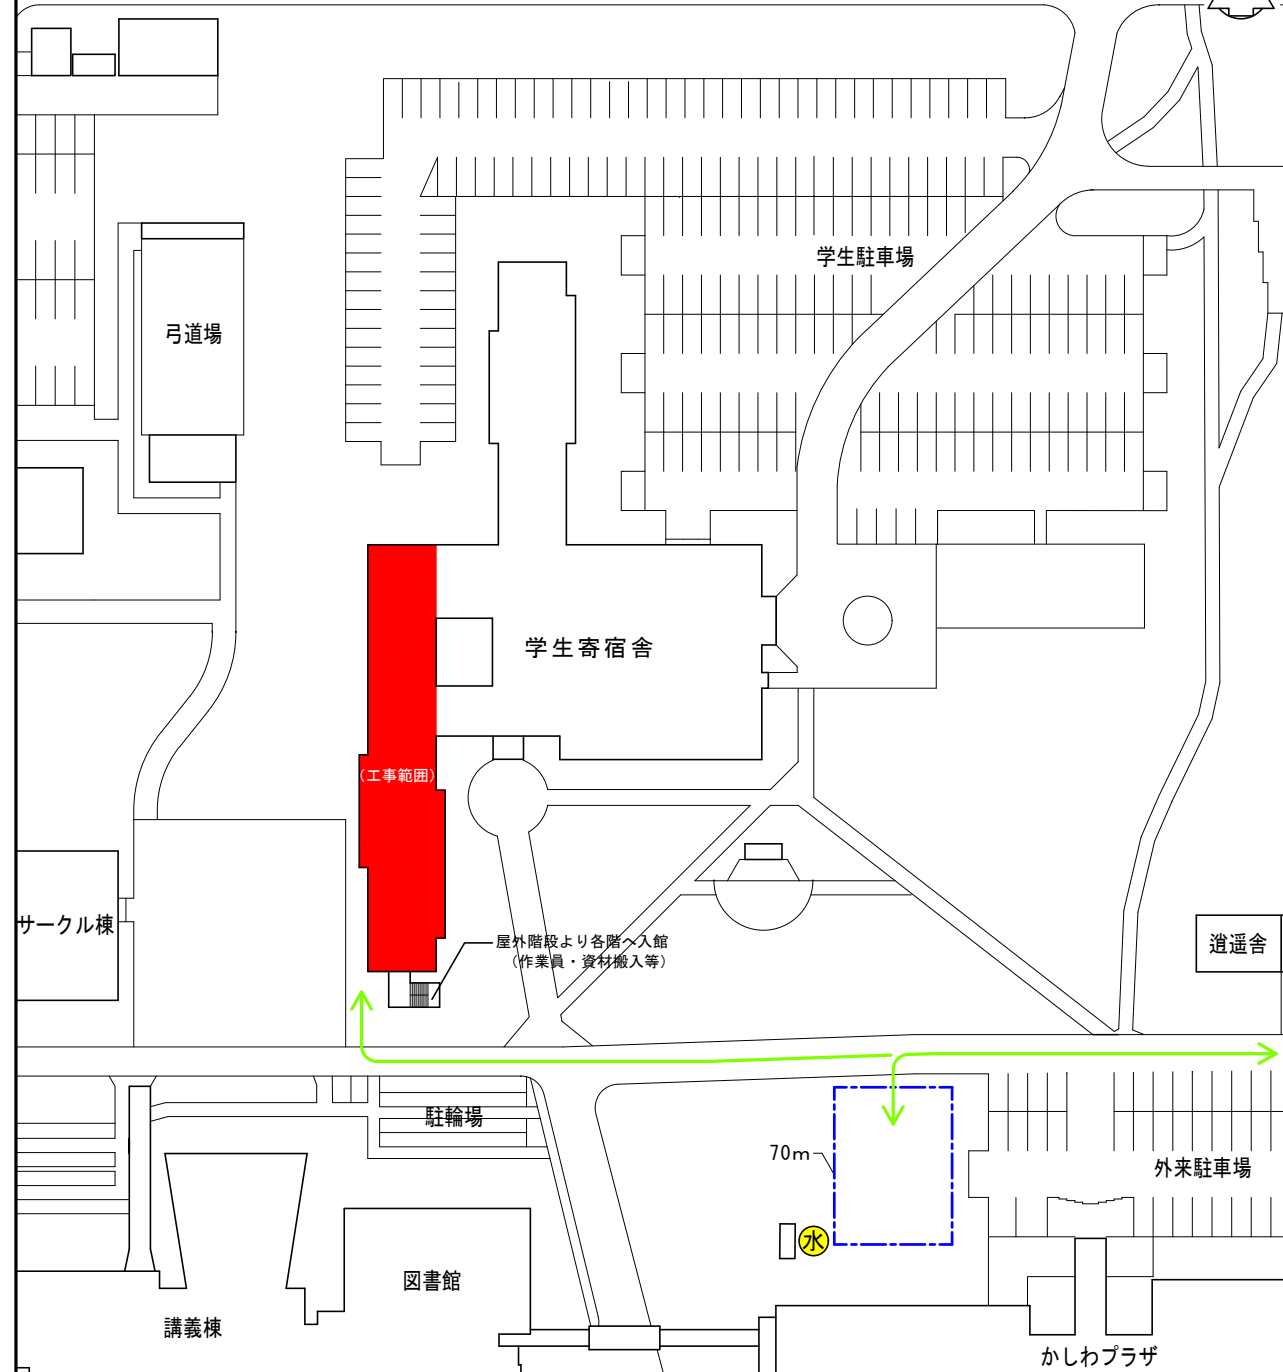 学生駐車場
弓道場
学生寄宿舎
（工事範囲）
サークル棟
屋外階段より各階へ入館
（作業員・資材搬入等）
逍遥舎
駐輪場
70m
外来駐車場
水
図書館
講義棟
かしわプラザ